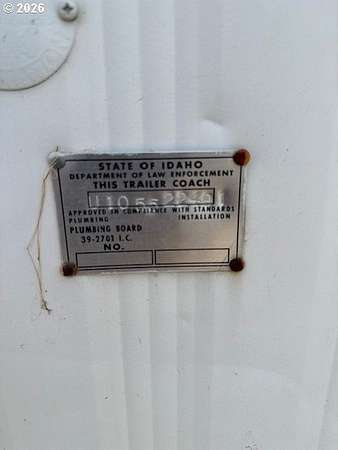 © 2026
STATE OF IDAHO
DEPARTMENT OF LAW ENFORCEMENT
THIS TRAILER COACH
APPROVED IN COMPLIANCE WITH STANDARDS
PLUMBING INSTALLATION
PLUMBING BOARD
39-2701 I.C.
NO.